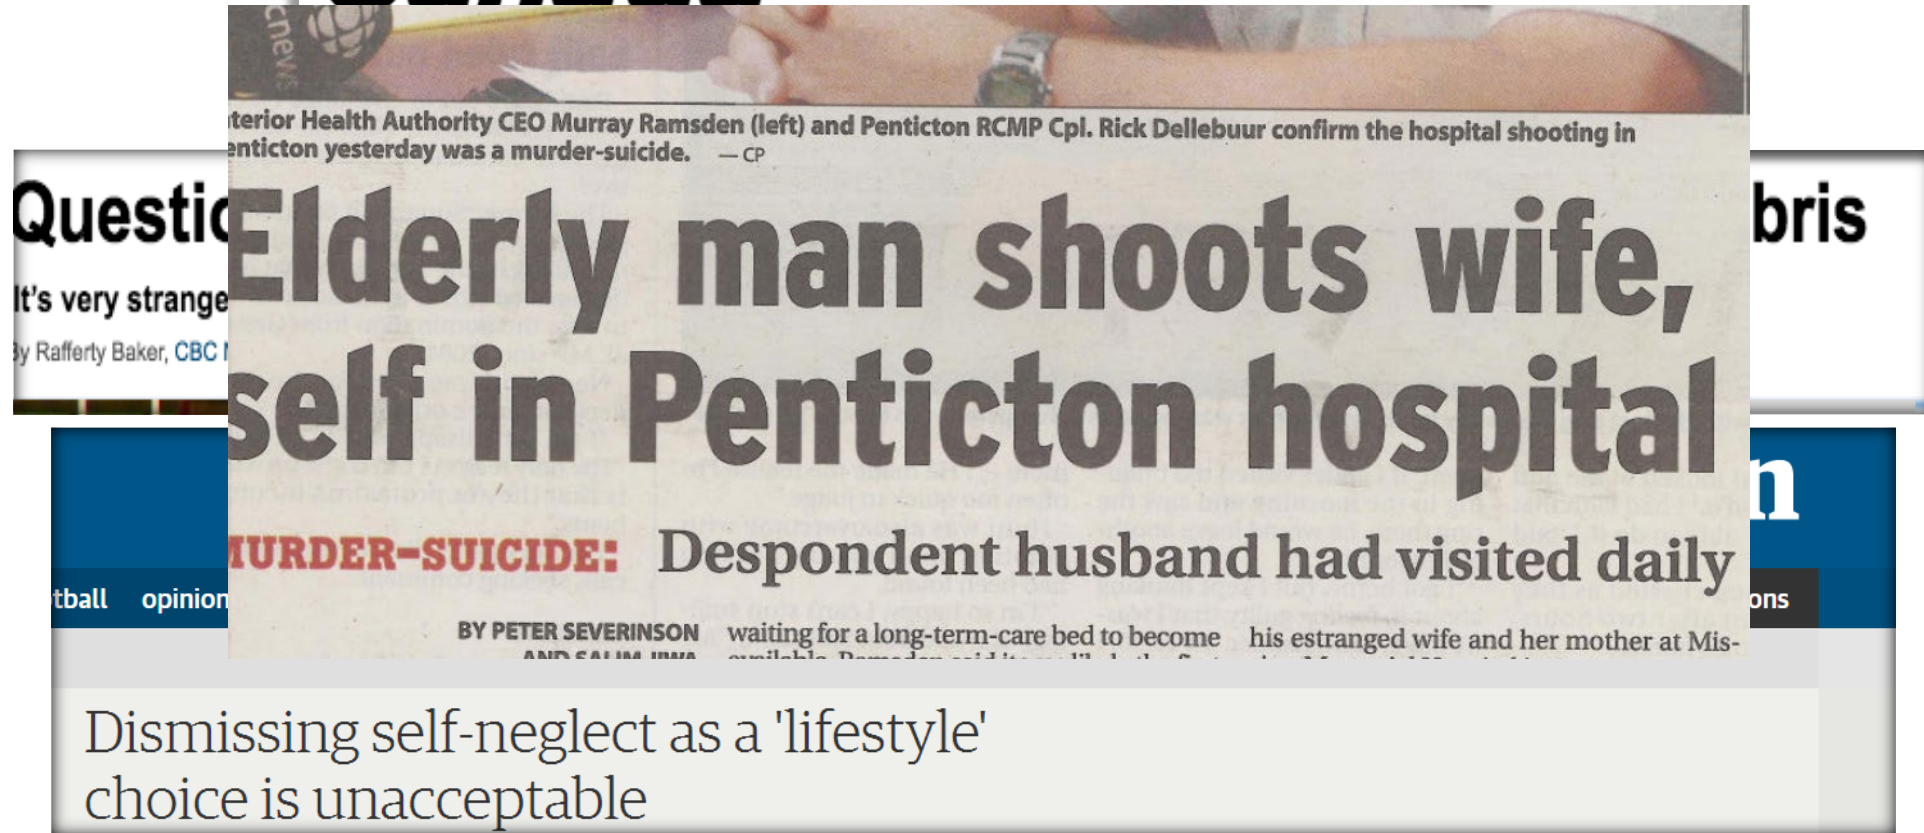 cnews
terior Health Authority CEO Murray Ramsden (left) and Penticton RCMP Cpl. Rick Dellebuur confirm the hospital shooting in
enticton yesterday was a murder-suicide. — CP
Questio
bris
It's very strange
By Rafferty Baker, CBC
Elderly man shoots wife,
self in Penticton hospital
MURDER-SUICIDE: Despondent husband had visited daily
n
tball opinion
ons
BY PETER SEVERINSON
waiting for a long-term-care bed to become
his estranged wife and her mother at Mis-
Dismissing self-neglect as a 'lifestyle'
choice is unacceptable